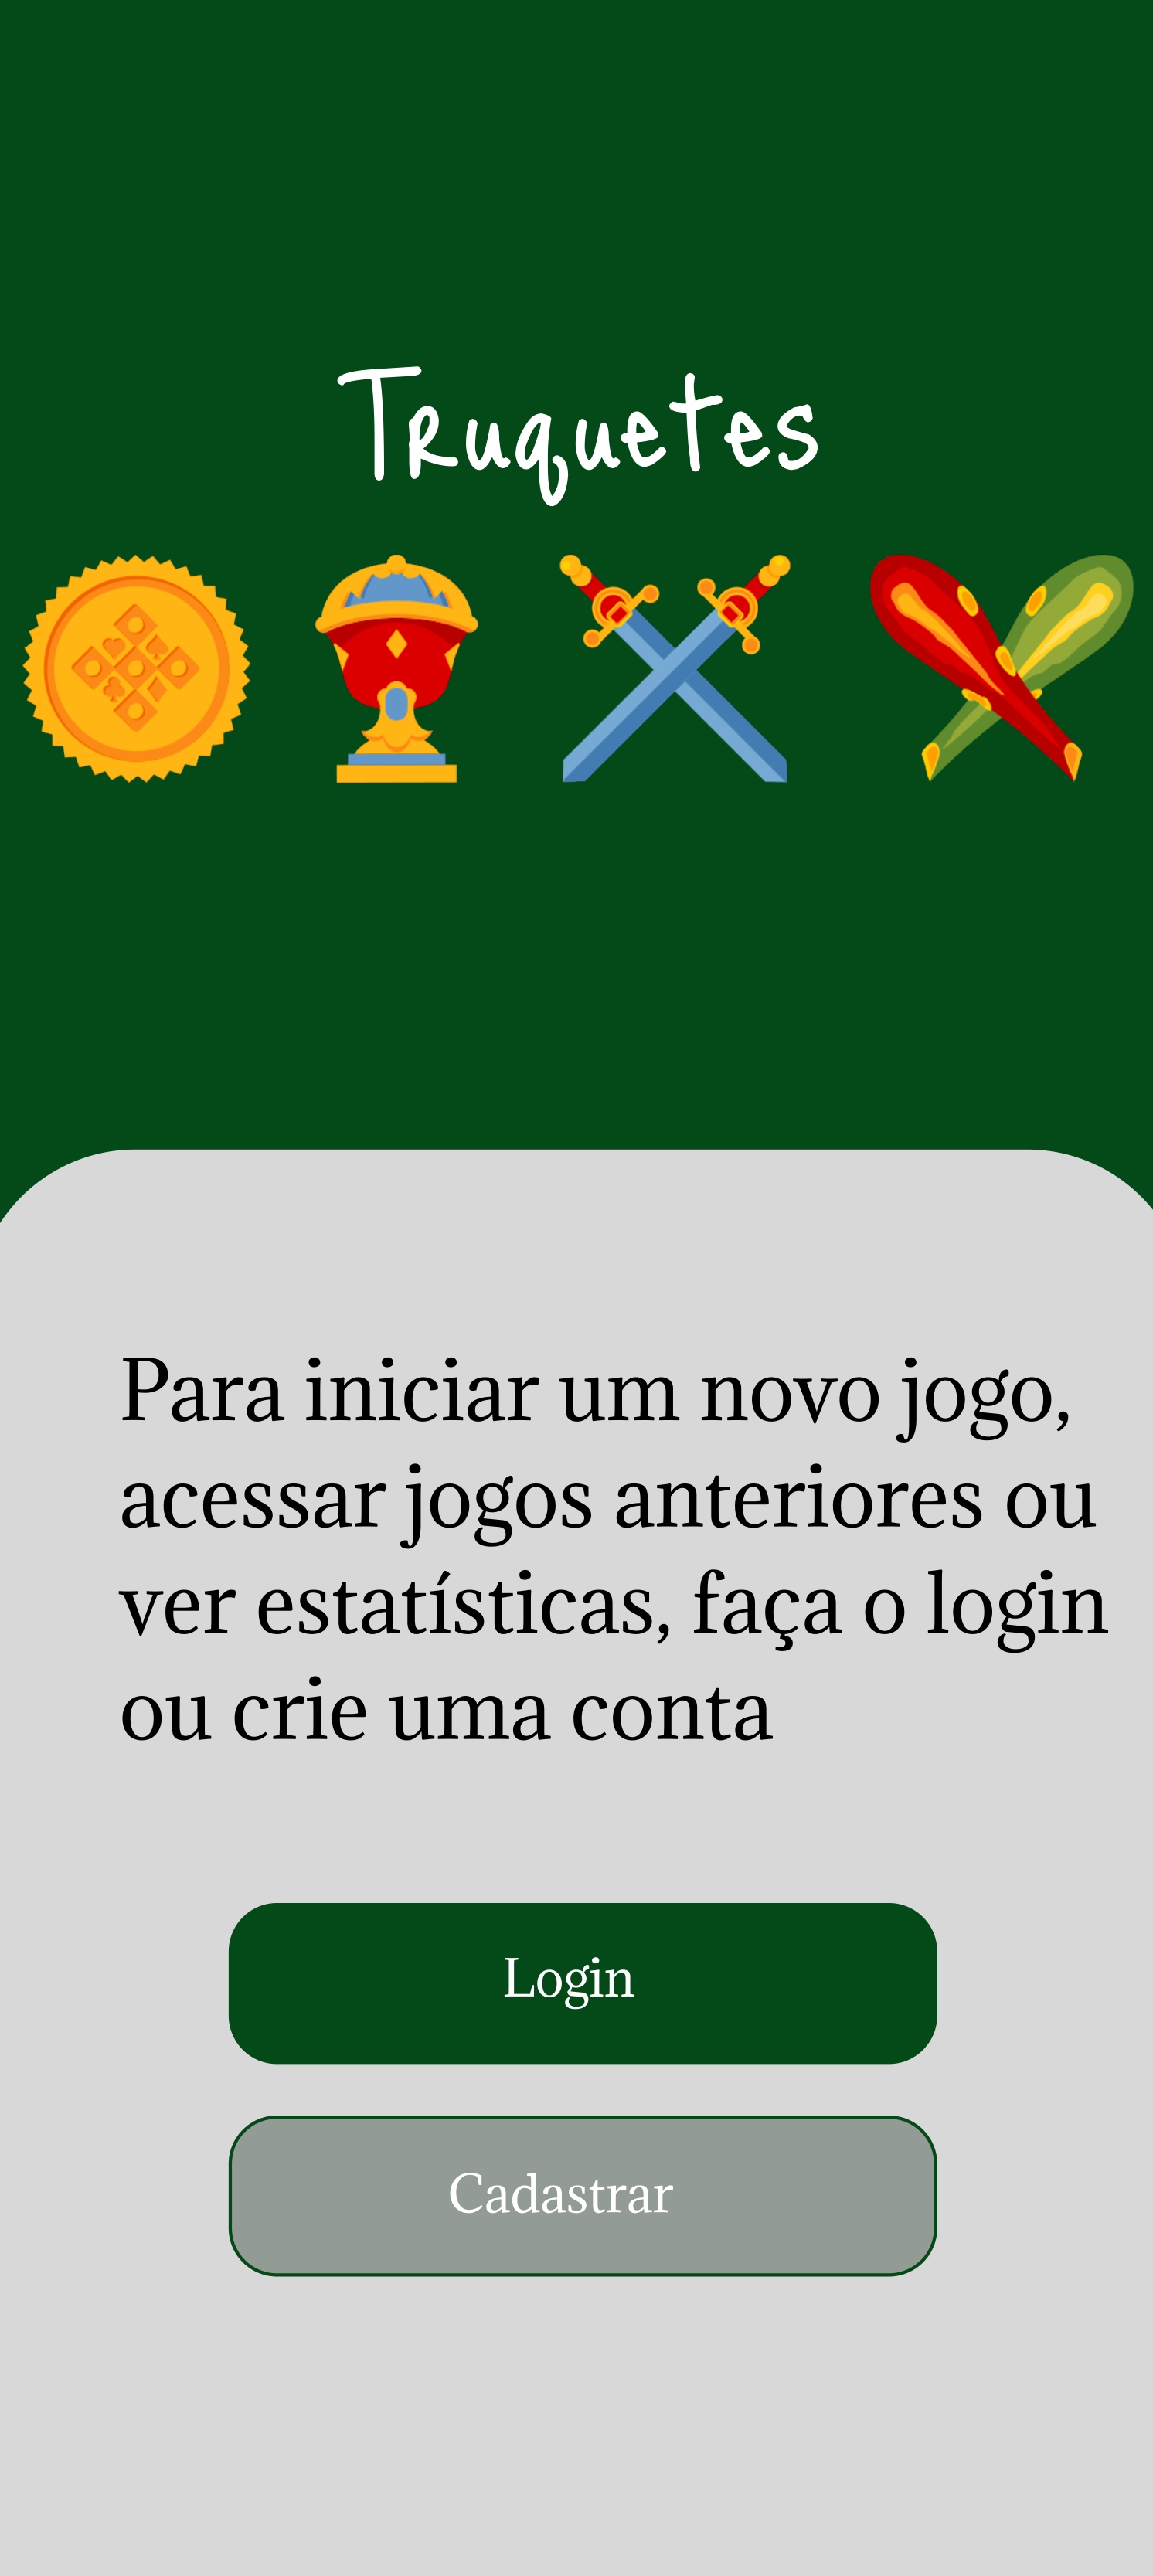 Truquetes
Para iniciar um novo jogo,
acessar jogos anteriores ou
ver estatísticas, faça o login
ou crie uma conta
Login
Cadastrar